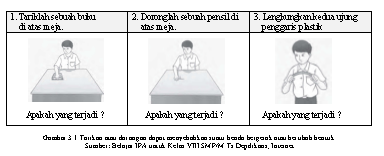 1. Tariklah sebuah buku
di atas meja.
2. Doronglah sebuah pensil di
atas meja.
3. Lengkungkan kedua ujung
penggaris plastik
Apakah yang terjadi ?
Apakah yang terjadi ?
Apakah yang terjadi ?
Gambar 3.1 Tarikan atau dorongan dapat menyebabkan suatu benda bergerak atau berubah bentuk
Sumber: Belajar IPA untuk Kelas VIII SMP/M Ts Depdiknas,